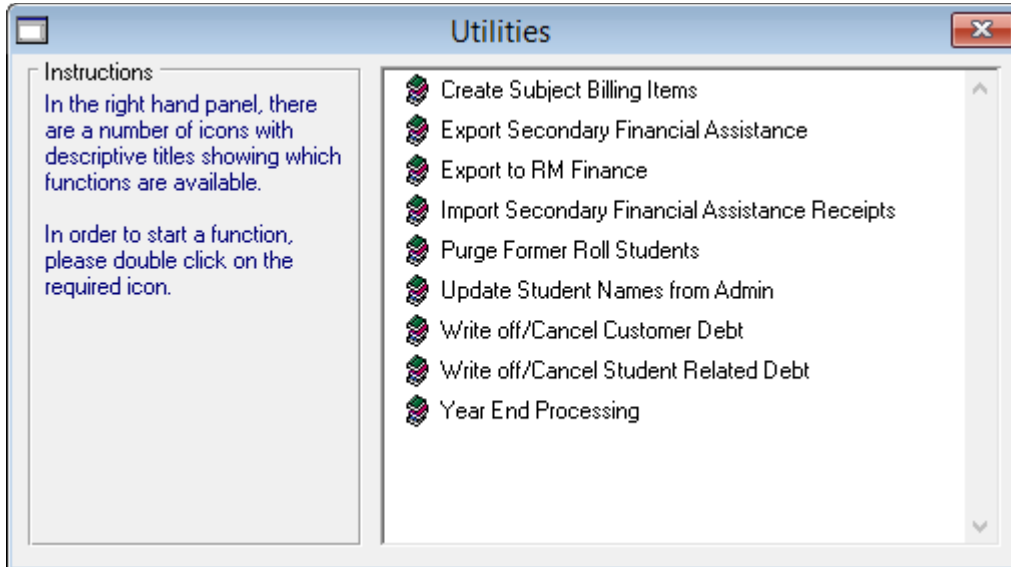 Utilities
Instructions
In the right hand panel, there
are a number of icons with
descriptive titles showing which
functions are available.
In order to start a function,
please double click on the
required icon.
Create Subject Billing Items
Export Secondary Financial Assistance
Export to RM Finance
Import Secondary Financial Assistance Receipts
Purge Former Roll Students
Update Student Names from Admin
Write off/Cancel Customer Debt
Write off/Cancel Student Related Debt
Year End Processing